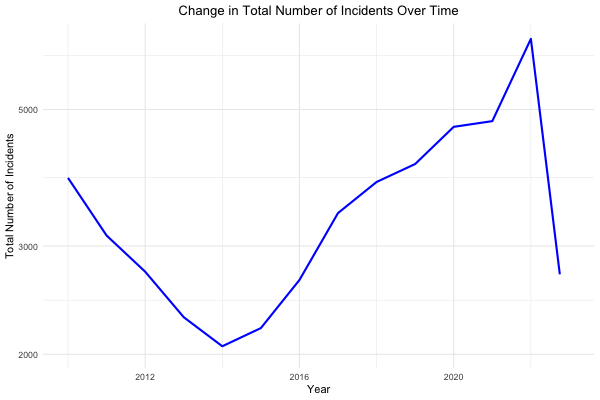 Change in Total Number of Incidents Over Time
Total Number of Incidents
5000
3000
2000
2012
2016
2020
Year